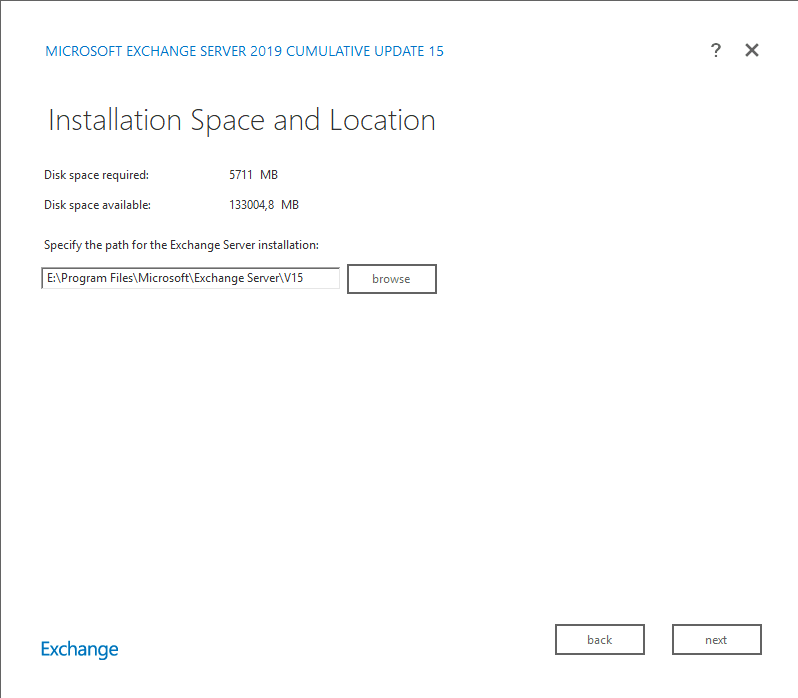 MICROSOFT EXCHANGE SERVER 2019 CUMULATIVE UPDATE 15
?
Installation Space and Location
Disk space required: 5711 MB
Disk space available: 133004,8 MB
Specify the path for the Exchange Server installation:
E:\Program Files\Microsoft\Exchange Server\V15 browse
Exchange back next